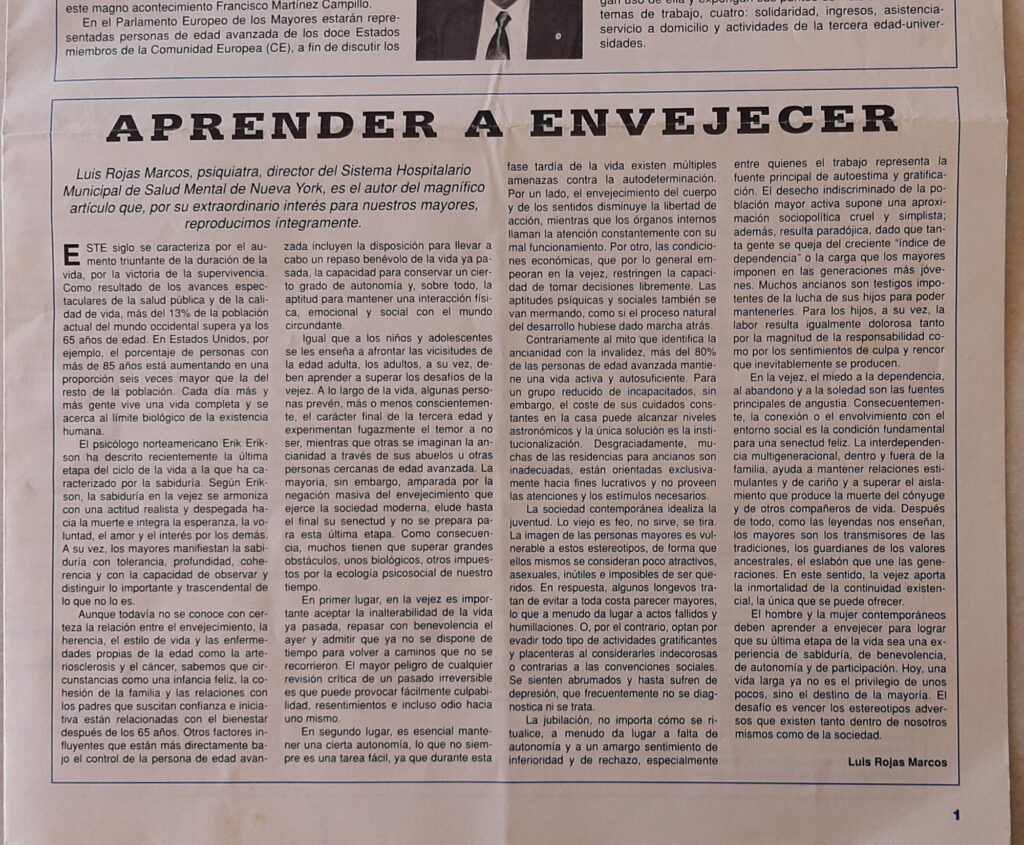 este magno acontecimiento Francisco Martínez Campillo.
En el Parlamento Europeo de los Mayores estarán repre-
sentadas personas de edad avanzada de los doce Estados
miembros de la Comunidad Europea (CE), a fin de discutir los
temas de trabajo, cuatro: solidaridad, ingresos, asistencia-
servicio a domicilio y actividades de la tercera edad-univer-
sidades.
APRENDER A ENVEJECER
Luis Rojas Marcos, psiquiatra, director del Sistema Hospitalario
Municipal de Salud Mental de Nueva York, es el autor del magnífico
artículo que, por su extraordinario interés para nuestros mayores,
reproducimos íntegramente.
ESTE siglo se caracteriza por el au-
mento triunfante de la duración de la
vida, por la victoria de la supervivencia.
Como resultado de los avances espec-
taculares de la salud pública y de la cali-
dad de vida, más del 13% de la población
actual del mundo occidental supera ya los
65 años de edad. En Estados Unidos, por
ejemplo, el porcentaje de personas con
más de 85 años está aumentando en una
proporción seis veces mayor que la del
resto de la población. Cada día más y
más gente vive una vida completa y se
acerca al límite biológico de la existencia
humana.
El psicólogo norteamericano Erik Erik-
son ha descrito recientemente la última
etapa del ciclo de la vida a la que ha ca-
racterizado por la sabiduría. Según Erik-
son, la sabiduría en la vejez se armoniza
con una actitud realista y despegada ha-
cia la muerte e integra la esperanza, la vo-
luntad, el amor y el interés por los demás.
A su vez, los mayores manifiestan la sabi-
duría con tolerancia, profundidad, cohe-
rencia y con la capacidad de observar y
distinguir lo importante y trascendental de
lo que no lo es.
Aunque todavía no se conoce con cer-
teza la relación entre el envejecimiento, la
herencia, el estilo de vida y las enferme-
dades propias de la edad como la arte-
riosclerosis y el cáncer, sabemos que cir-
cunstancias como una infancia feliz, la co-
hesión de la familia y las relaciones con
los padres que suscitan confianza e inicia-
tiva están relacionadas con el bienestar
después de los 65 años. Otros factores in-
fluyentes que están más directamente ba-
jo el control de la persona de edad avan-
zada incluyen la disposición para llevar a
cabo un repaso benévolo de la vida ya pa-
sada, la capacidad para conservar un cier-
to grado de autonomía y, sobre todo, la
aptitud para mantener una interacción físi-
ca, emocional y social con el mundo
circundante.
Igual que a los niños y adolescentes
se les enseña a afrontar las vicisitudes de
la edad adulta, los adultos, a su vez, de-
ben aprender a superar los desafíos de la
vejez. A lo largo de la vida, algunas perso-
nas prevén, más o menos conscientemen-
te, el carácter final de la tercera edad y
experimentan fugazmente el temor a no
ser, mientras que otras se imaginan la an-
cianidad a través de sus abuelos u otras
personas cercanas de edad avanzada. La
mayoría, sin embargo, amparada por la
negación masiva del envejecimiento que
ejerce la sociedad moderna, elude hasta
el final su senectud y no se prepara pa-
ra esta última etapa. Como consecuen-
cia, muchos tienen que superar grandes
obstáculos, unos biológicos, otros impues-
tos por la ecología psicosocial de nuestro
tiempo.
En primer lugar, en la vejez es impor-
tante aceptar la inalterabilidad de la vida
ya pasada, repasar con benevolencia el
ayer y admitir que ya no se dispone de
tiempo para volver a caminos que no se
recorrieron. El mayor peligro de cualquier
revisión crítica de un pasado irreversible
es que puede provocar fácilmente culpabi-
lidad, resentimientos e incluso odio hacia
uno mismo.
En segundo lugar, es esencial mante-
ner una cierta autonomía, lo que no siem-
pre es una tarea fácil, ya que durante esta
fase tardía de la vida existen múltiples
amenazas contra la autodeterminación.
Por un lado, el envejecimiento del cuerpo
y de los sentidos disminuye la libertad de
acción, mientras que los órganos internos
llaman la atención constantemente con su
mal funcionamiento. Por otro, las condicio-
nes económicas, que por lo general em-
peoran en la vejez, restringen la capaci-
dad de tomar decisiones libremente. Las
aptitudes psíquicas y sociales también se
van mermando, como si el proceso natural
del desarrollo hubiese dado marcha atrás.
Contrariamente al mito que identifica la
ancianidad con la invalidez, más del 80%
de las personas de edad avanzada mantie-
ne una vida activa y autosuficiente. Para
un grupo reducido de incapacitados, sin
embargo, el coste de sus cuidados cons-
tantes en la casa puede alcanzar niveles
astronómicos y la única solución es la insti-
tucionalización. Desgraciadamente, mu-
chas de las residencias para ancianos son
inadecuadas, están orientadas exclusiva-
mente hacia fines lucrativos y no proveen
las atenciones y los estímulos necesarios.
La sociedad contemporánea idealiza la
juventud. Lo viejo es feo, no sirve, se tira.
La imagen de las personas mayores es vul-
nerable a estos estereotipos, de forma que
ellos mismos se consideran poco atractivos,
asexuales, inútiles e imposibles de ser que-
ridos. En respuesta, algunos longevos tra-
tan de evitar a toda costa parecer mayores,
lo que a menudo da lugar a actos fallidos y
humillaciones. O, por el contrario, optan por
evadir todo tipo de actividades gratificantes
y placenteras al considerarles indecorosas
o contrarias a las convenciones sociales.
Se sienten abrumados y hasta sufren de
depresión, que frecuentemente no se diag-
nostica ni se trata.
La jubilación, no importa cómo se ri-
tualice, a menudo da lugar a falta de
autonomía y a un amargo sentimiento de
inferioridad y de rechazo, especialmente
entre quienes el trabajo representa la
fuente principal de autoestima y gratifica-
ción. El desecho indiscriminado de la po-
blación mayor activa supone una aproxi-
mación sociopolítica cruel y simplista;
además, resulta paradójica, dado que tan-
ta gente se queja del creciente "índice de
dependencia" o la carga que los mayores
imponen en las generaciones más jóve-
nes. Muchos ancianos son testigos impo-
tentes de la lucha de sus hijos para poder
mantenerles. Para los hijos, a su vez, la
labor resulta igualmente dolorosa tanto
por la magnitud de la responsabilidad co-
mo por los sentimientos de culpa y rencor
que inevitablemente se producen.
En la vejez, el miedo a la dependencia,
al abandono y a la soledad son las fuentes
principales de angustia. Consecuentemen-
te, la conexión o el envolvimiento con el
entorno social es la condición fundamental
para una senectud feliz. La interdependen-
cia multigeneracional, dentro y fuera de la
familia, ayuda a mantener relaciones esti-
mulantes y de cariño y a superar el aisla-
miento que produce la muerte del cónyuge
y de otros compañeros de vida. Después
de todo, como las leyendas nos enseñan,
los mayores son los transmisores de las
tradiciones, los guardianes de los valores
ancestrales, el eslabón que une las gene-
raciones. En este sentido, la vejez aporta
la inmortalidad de la continuidad existen-
cial, la única que se puede ofrecer.
El hombre y la mujer contemporáneos
deben aprender a envejecer para lograr
que su última etapa de la vida sea una ex-
periencia de sabiduría, de benevolencia,
de autonomía y de participación. Hoy, una
vida larga ya no es el privilegio de unos
pocos, sino el destino de la mayoría. El
desafío es vencer los estereotipos adver-
sos que existen tanto dentro de nosotros
mismos como de la sociedad.
Luis Rojas Marcos
1